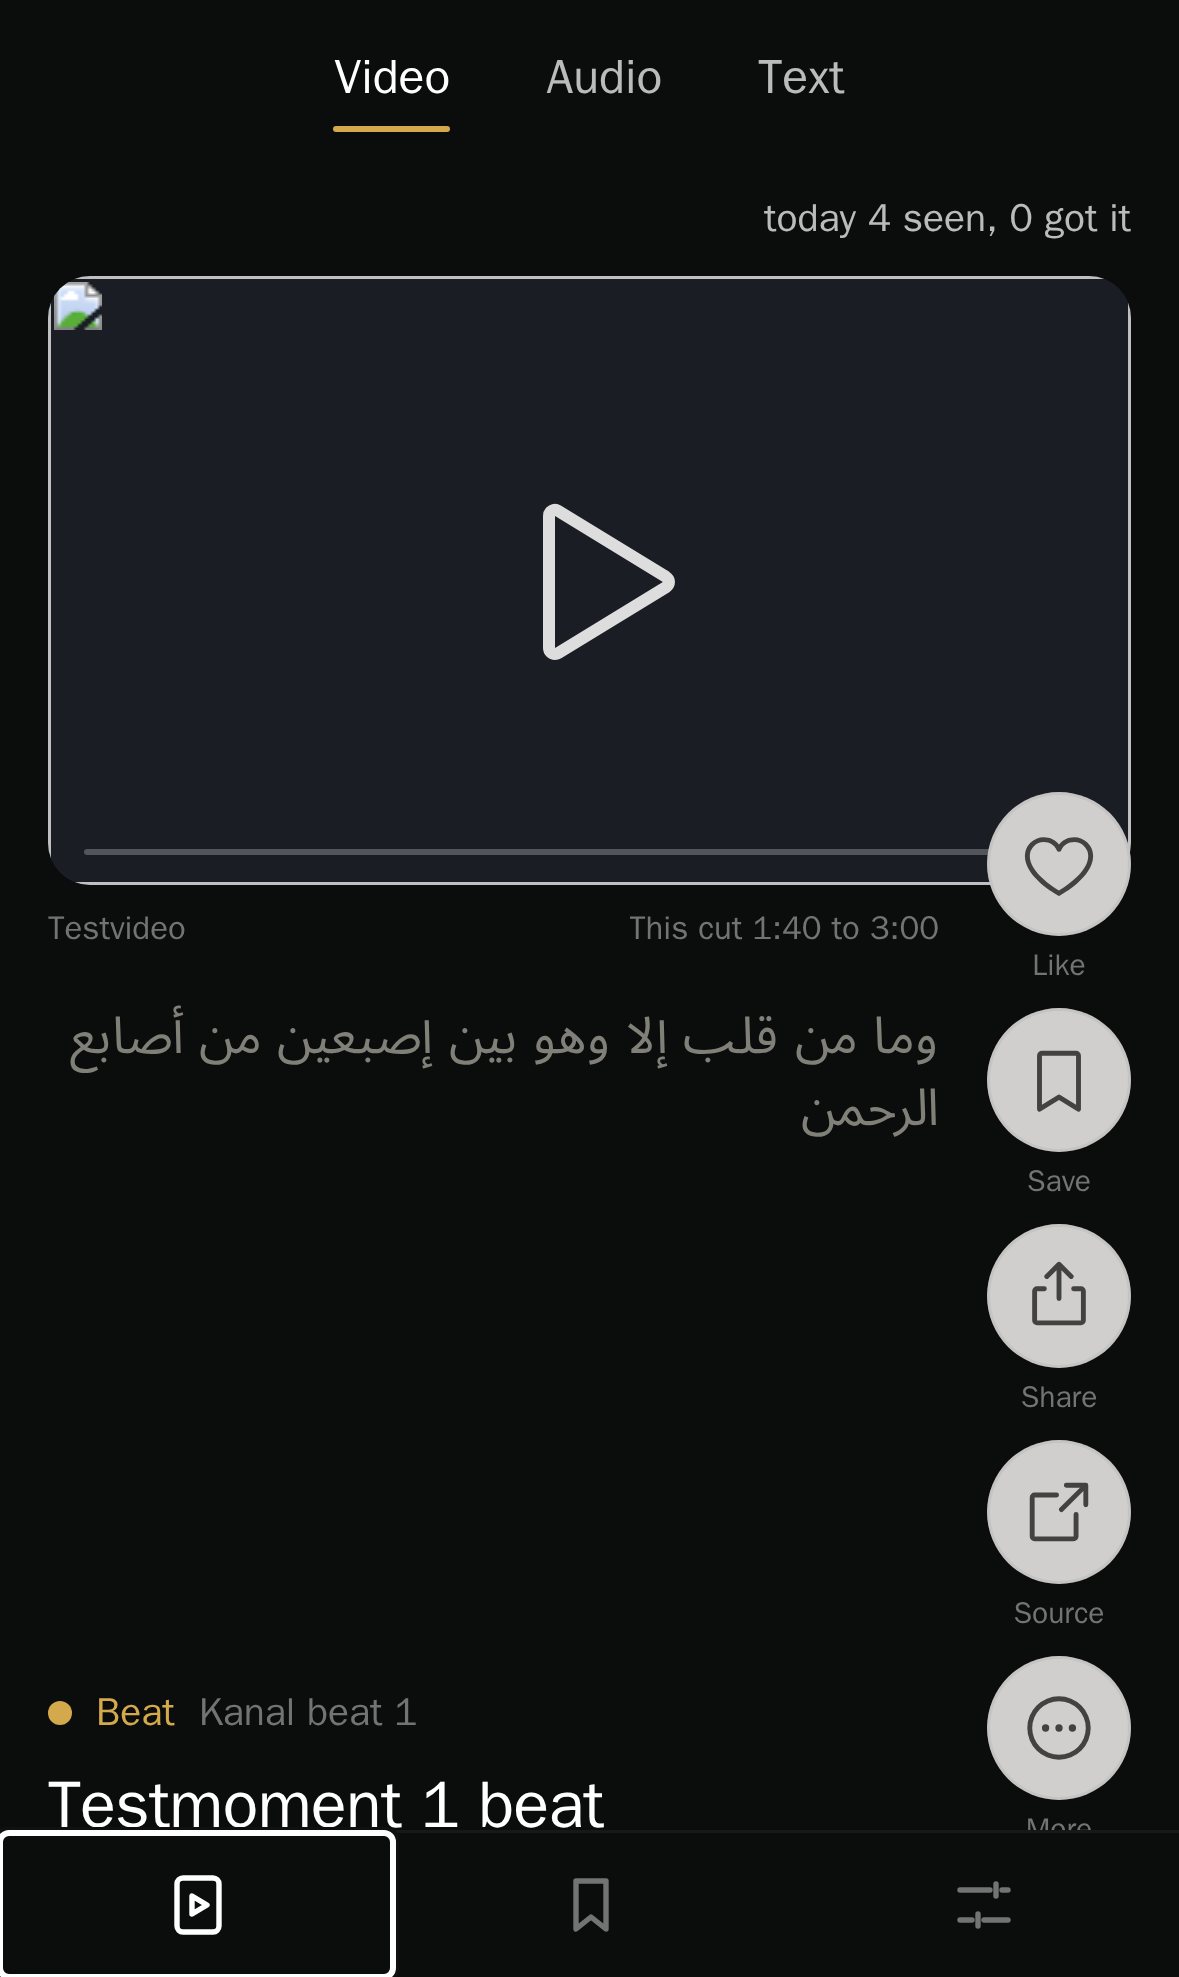 Video
Audio
Text
today 4 seen, 0 got it
Testvideo
This cut 1:40 to 3:00
Like
وما من قلب إلا وهو بين إصبعين من أصابع
الرحمن
Save
Share
Source
Beat Kanal beat 1
Testmoment 1 beat
More